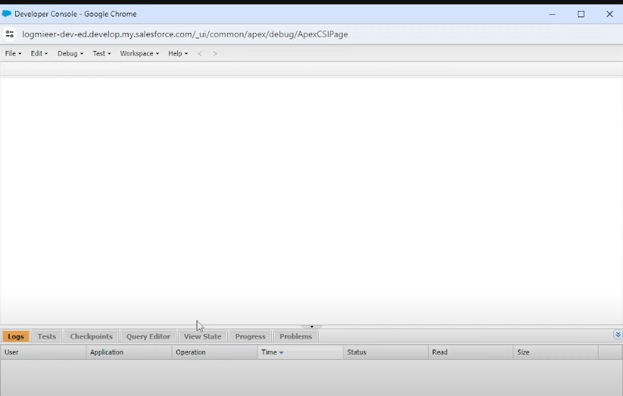 Developer Console - Google Chrome
logmieer-dev-ed.develop.my.salesforce.com/_ui/common/apex/debug/ApexCSIPage
File Edit Debug Test Workspace Help < >
Logs Tests Checkpoints Query Editor View State Progress Problems
User Application Operation Time Status Read Size